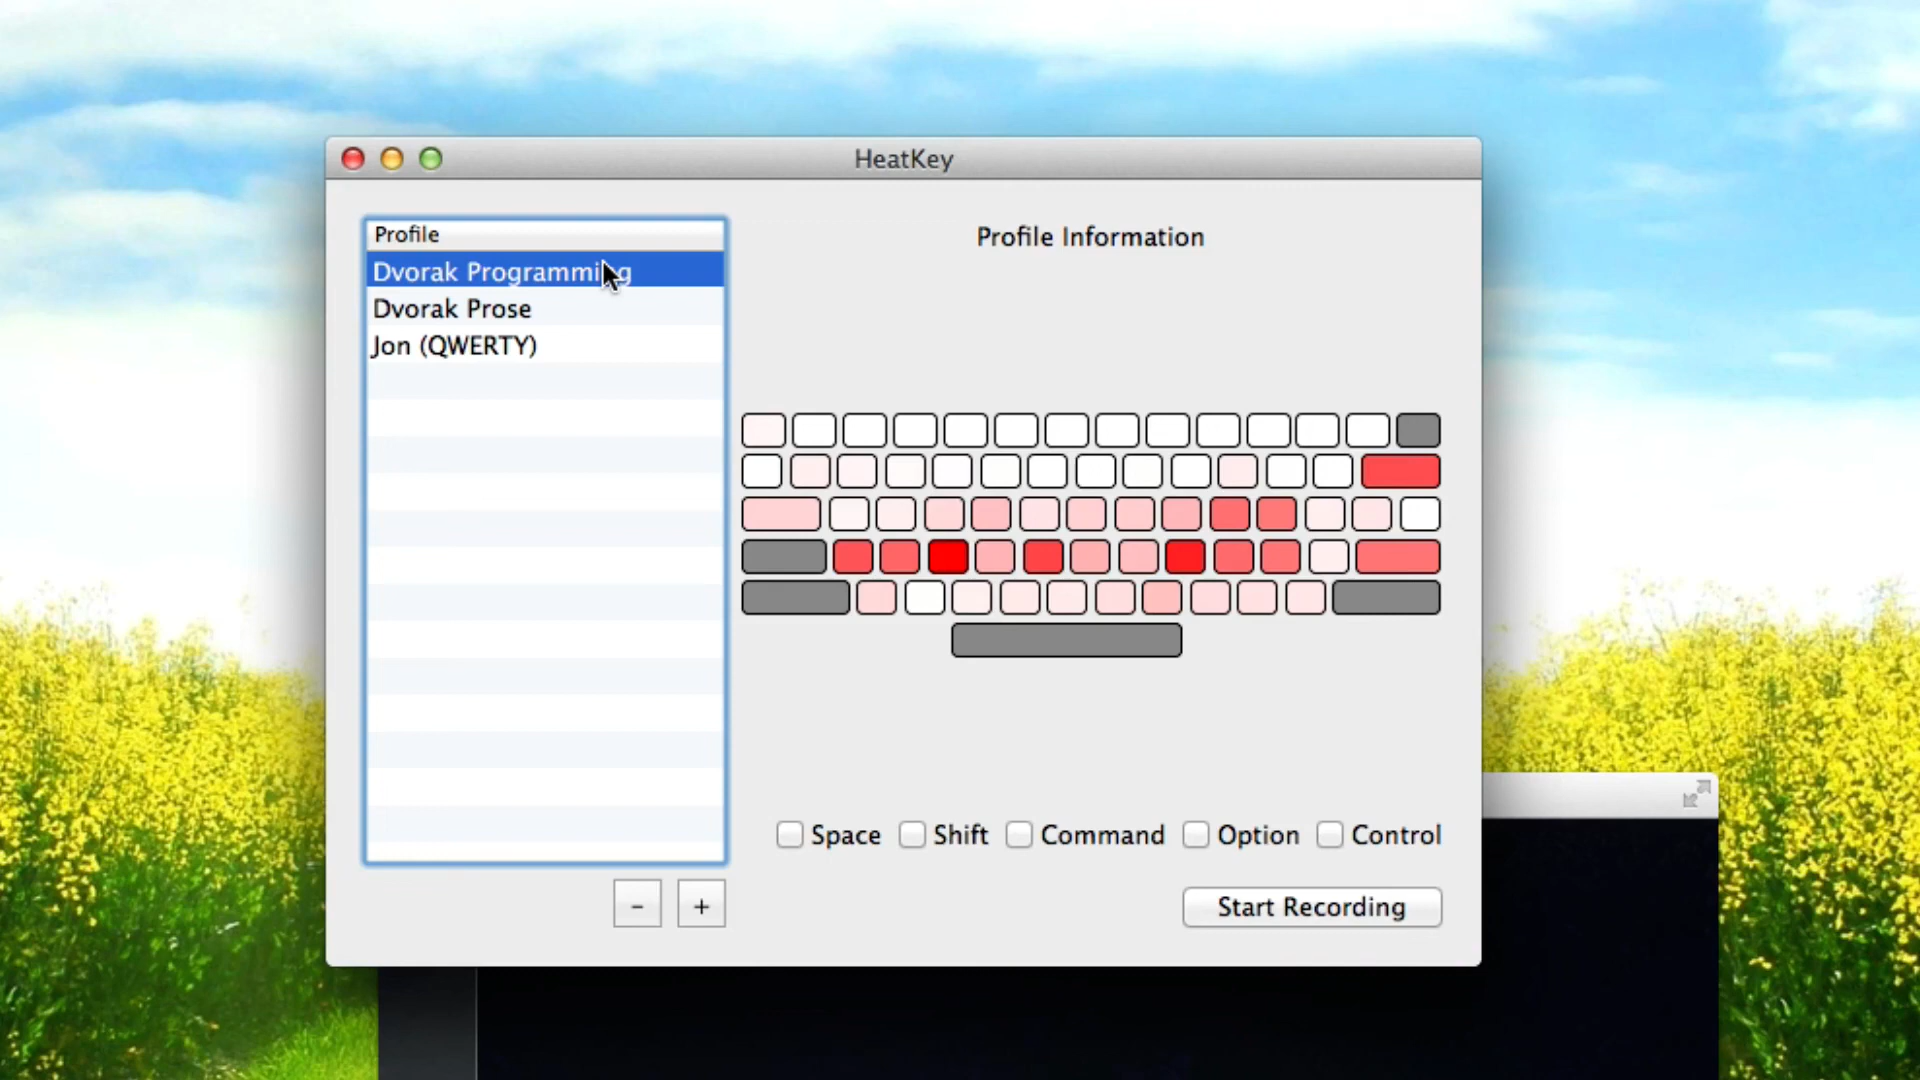 HeatKey
Profile
Profile Information
Dvorak Programming
Dvorak Prose
Jon (QWERTY)
Space Shift Command Option Control
- +
Start Recording